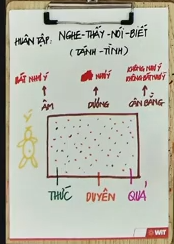 HUÂN TẬP: NGHE-THẤY-NÓI-BIẾT
(TÁNH-TÌNH)
BẤT NHƯ Ý
NHƯ Ý
KHÔNG NHƯ Ý
KHÔNG BẤT NHƯ Ý
ÂM
DƯƠNG
CÂN BẰNG
Ý
THỨC
DUYÊN
QUẢ
WIT